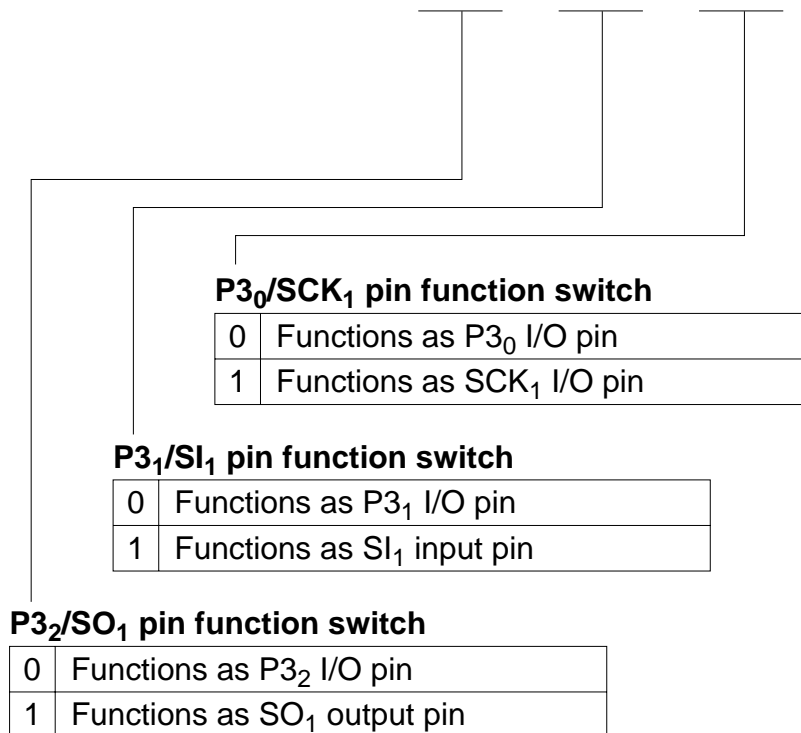 P3₀/SCK₁ pin function switch
0 Functions as P3₀ I/O pin
1 Functions as SCK₁ I/O pin
P3₁/SI₁ pin function switch
0 Functions as P3₁ I/O pin
1 Functions as SI₁ input pin
P3₂/SO₁ pin function switch
0 Functions as P3₂ I/O pin
1 Functions as SO₁ output pin